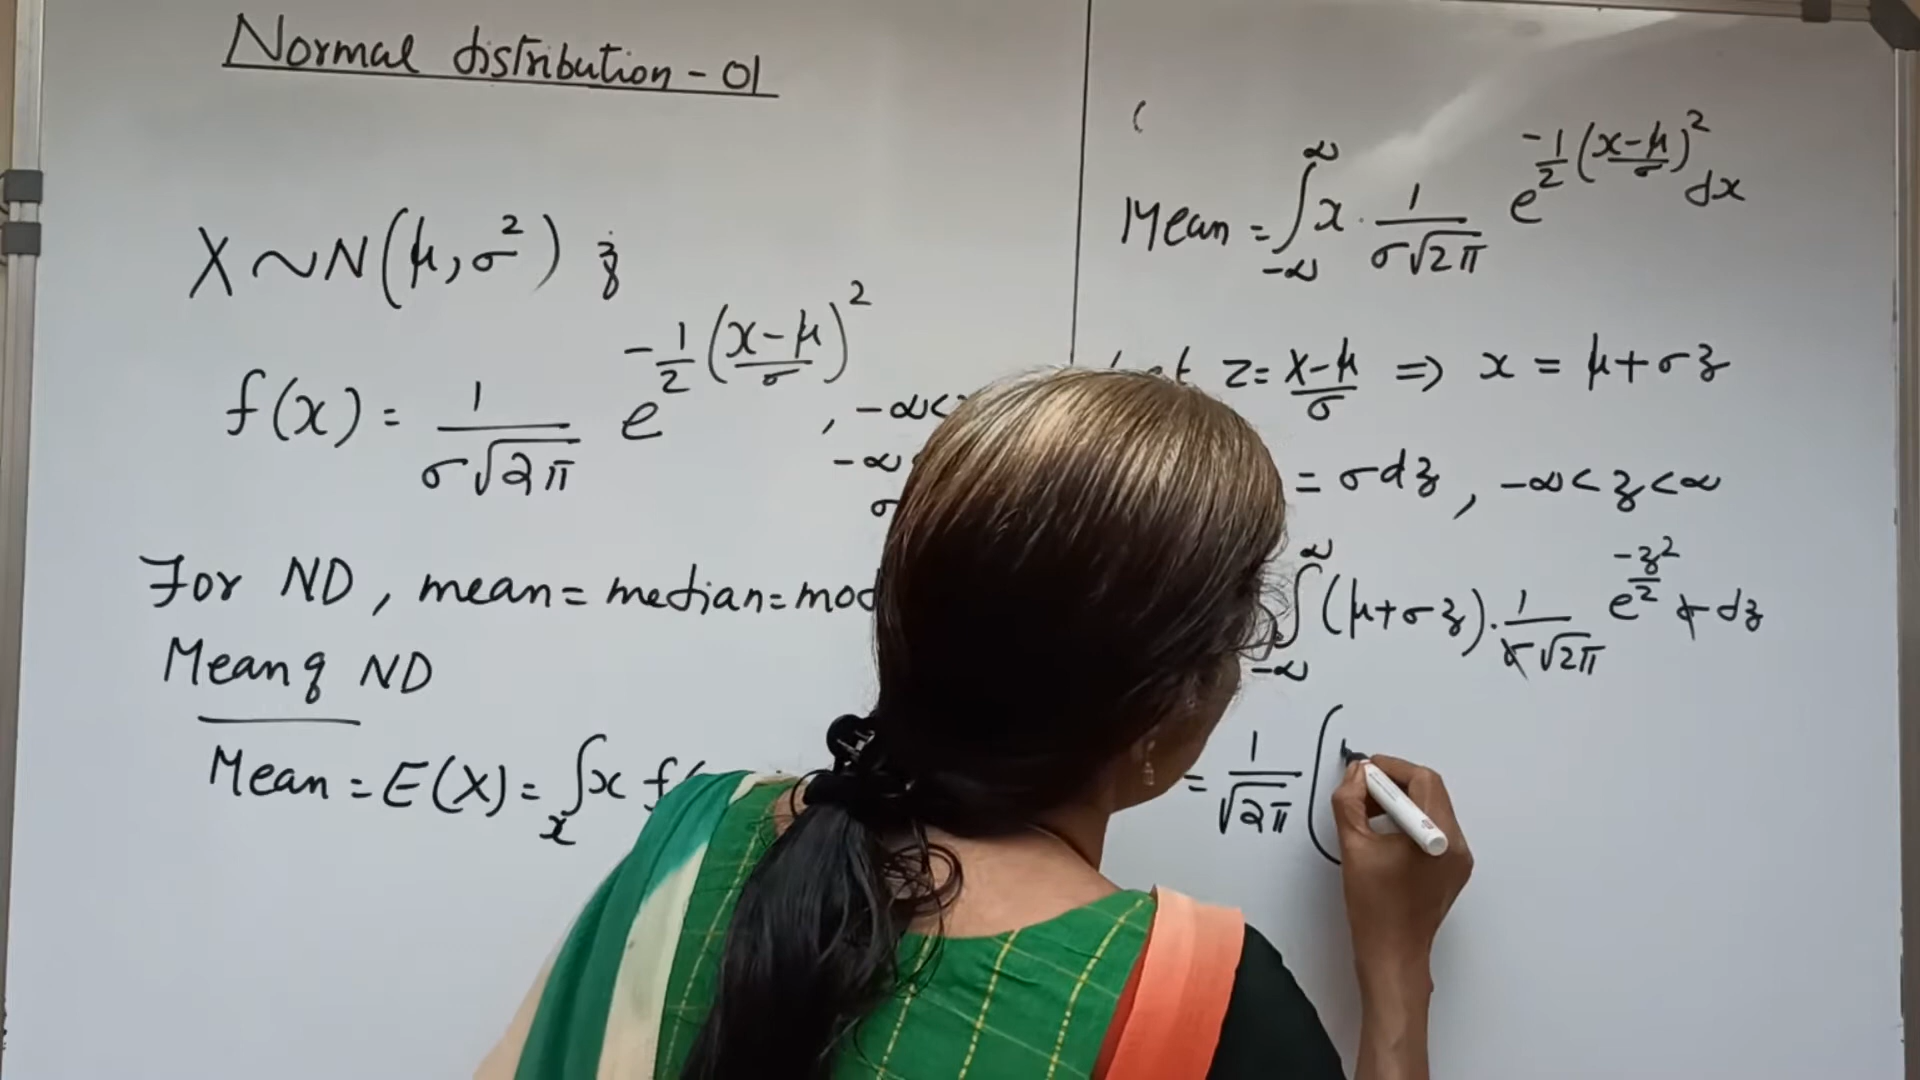 Normal distribution - 01
X ~ N(μ, σ²) ;
f(x) = 1/(σ√2π) e^(-1/2 ((x-μ)/σ)²) , -∞<
-∞
σ
For ND, mean = median = mod
Mean of ND
Mean = E(X) = ∫x x f(
(
Mean = ∫-∞^∞ x · 1/(σ√2π) e^(-1/2 ((x-μ)/σ)²) dx
z = (X-μ)/σ ⇒ x = μ + σz
= σ dz , -∞ < z < ∞
∫-∞^∞ (μ + σz) · 1/(σ√2π) e^(-z²/2) σ dz
= 1/√2π (